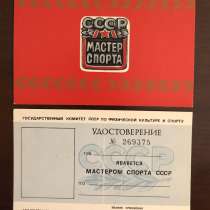 СССР
МАСТЕР
СПОРТА
ГОСУДАРСТВЕННЫЙ КОМИТЕТ СССР ПО ФИЗИЧЕСКОЙ КУЛЬТУРЕ И СПОРТУ
УДОСТОВЕРЕНИЕ
№ 269375
ЯВЛЯЕТСЯ
МАСТЕРОМ СПОРТА СССР